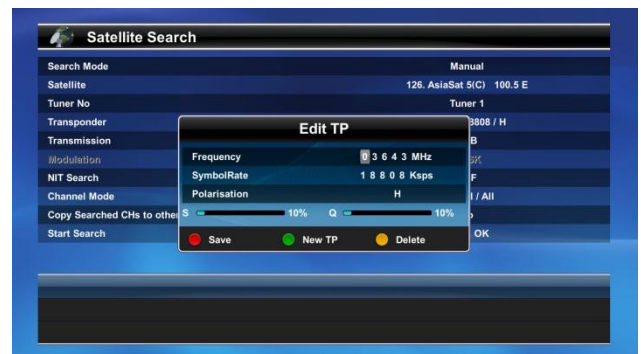 Satellite Search
Search Mode Manual
Satellite 126. AsiaSat 5(C) 100.5 E
Tuner No Tuner 1
Transponder 3808 / H
Edit TP
Transmission B
Modulation SK
Frequency 0 3 6 4 3 MHz
NIT Search F
SymbolRate 1 8 8 0 8 Ksps
Channel Mode l / All
Polarisation H
Copy Searched CHs to other
S 10% Q 10%
Start Search OK
Save New TP Delete